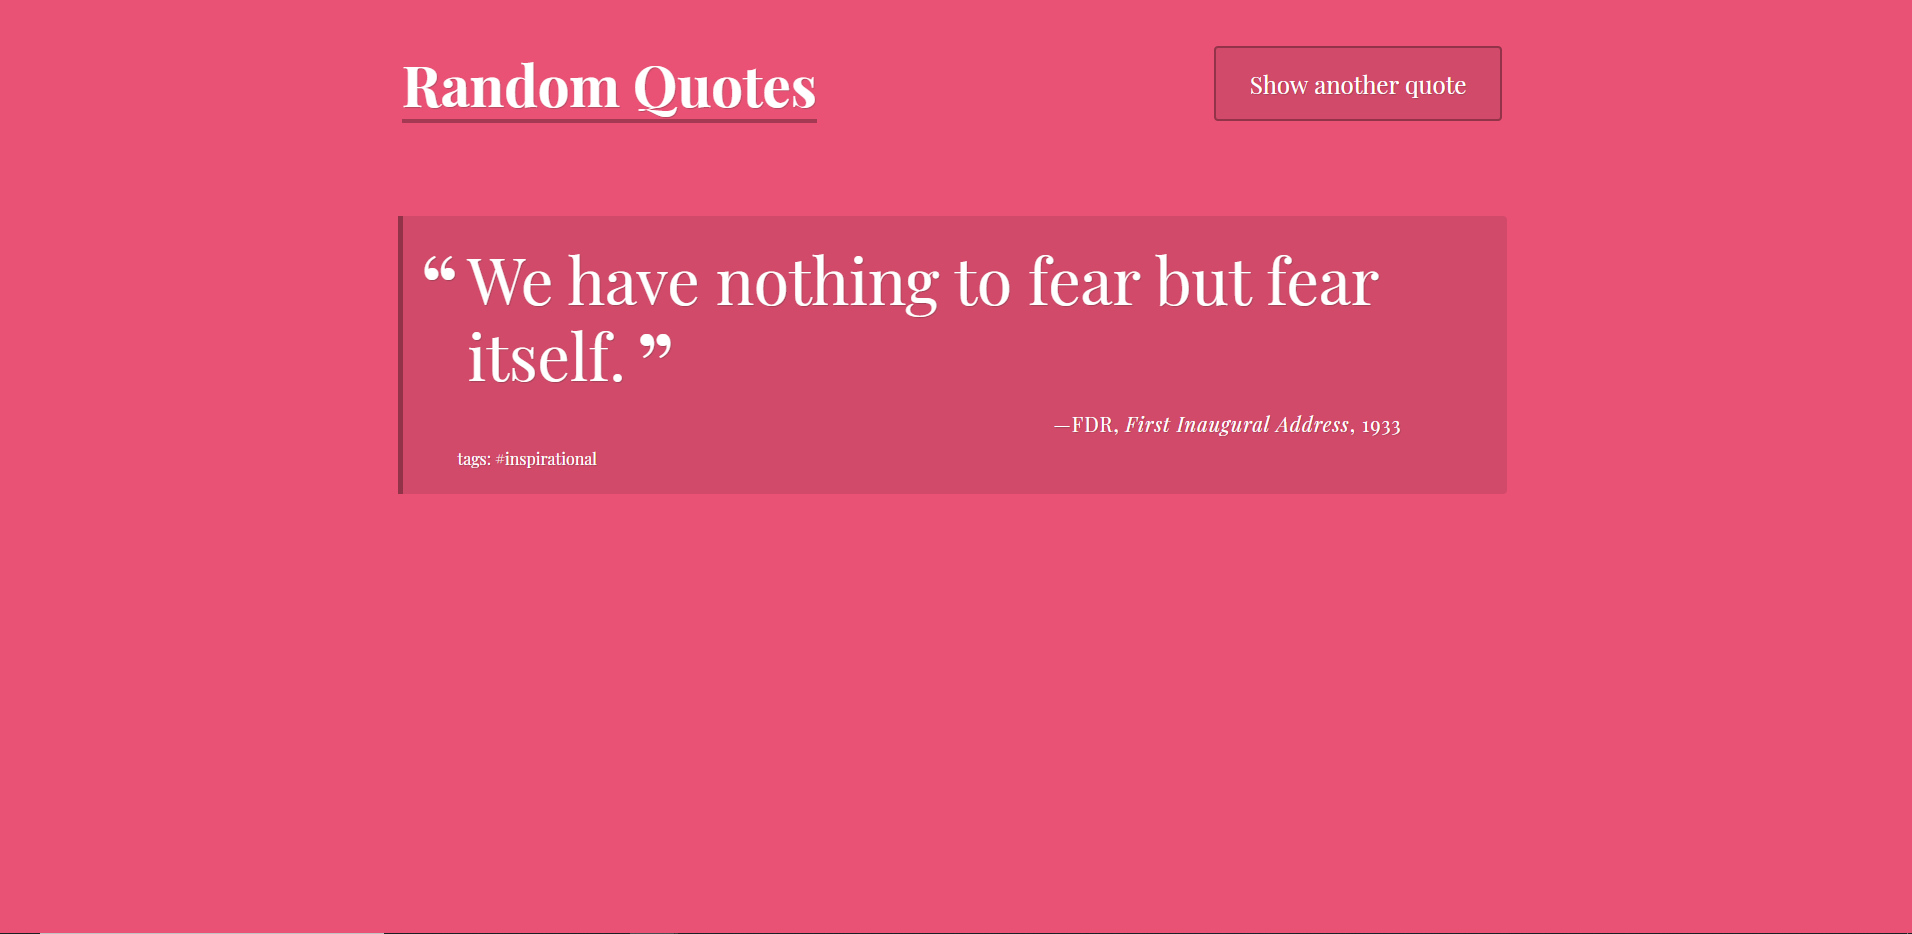 Random Quotes
Show another quote
“ We have nothing to fear but fear
itself. ”
—FDR, First Inaugural Address, 1933
tags: #inspirational